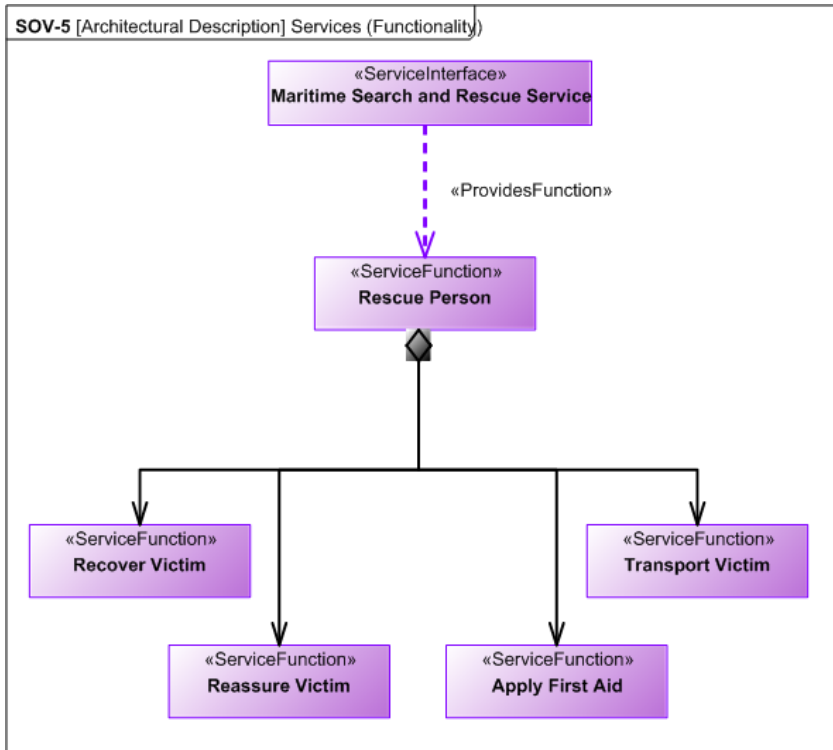 SOV-5 [Architectural Description] Services (Functionality)
«ServiceInterface»
Maritime Search and Rescue Service
«ProvidesFunction»
«ServiceFunction»
Rescue Person
«ServiceFunction»
Recover Victim
«ServiceFunction»
Transport Victim
«ServiceFunction»
Reassure Victim
«ServiceFunction»
Apply First Aid